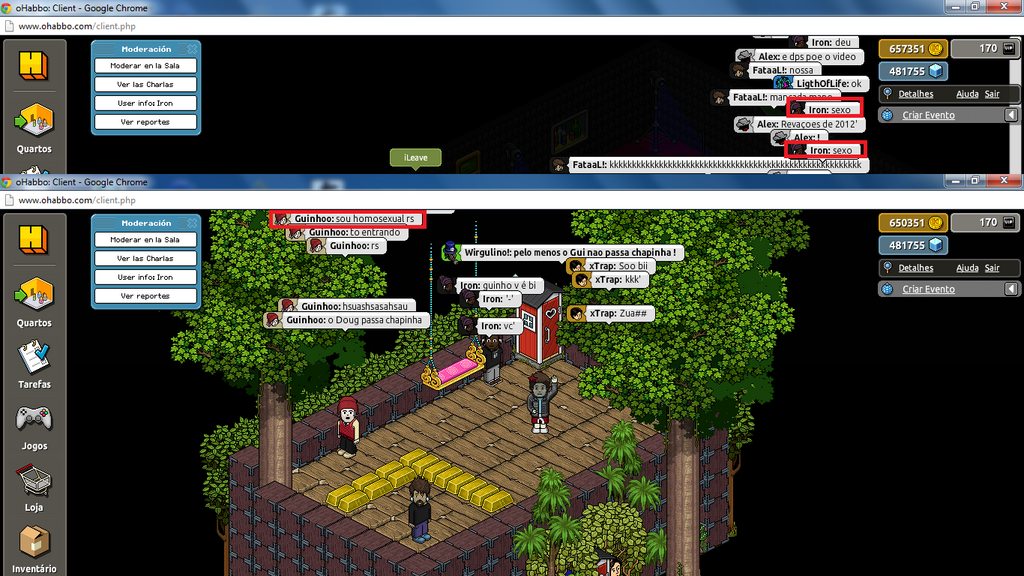 oHabbo: Client - Google Chrome
www.ohabbo.com/client.php
Moderación
Moderar en la Sala
Ver las Charlas
User info: Iron
Ver reportes
Quartos
Iron: deu
Alex: e dps poe o video
FataaL!: nossa
LigthOfLife: ok
FataaL!: mancada mano
Iron: sexo
Alex: Revaçoes de 2012'
Alex: !
Iron: sexo
FataaL!: kkkkkkkkkkkkkkkkkkkkkkkkkkkkkkkkkkkkkkkkkkkkkkkkkk
iLeave
657351
170
481755
Detalhes Ajuda Sair
Criar Evento
oHabbo: Client - Google Chrome
www.ohabbo.com/client.php
Moderación
Moderar en la Sala
Ver las Charlas
User info: Iron
Ver reportes
Quartos
Tarefas
Jogos
Loja
Inventário
Guinhoo: sou homosexual rs
Guinhoo: to entrando
Guinhoo: rs
Wirgulino!: pelo menos o Gui nao passa chapinha !
xTrap: Soo bii
xTrap: kkk'
Iron: guinho v é bi
Iron: '-'
Guinhoo: hsuashsasahsau
Guinhoo: o Doug passa chapinha
xTrap: Zua##
Iron: vc'
650351
170
481755
Detalhes Ajuda Sair
Criar Evento